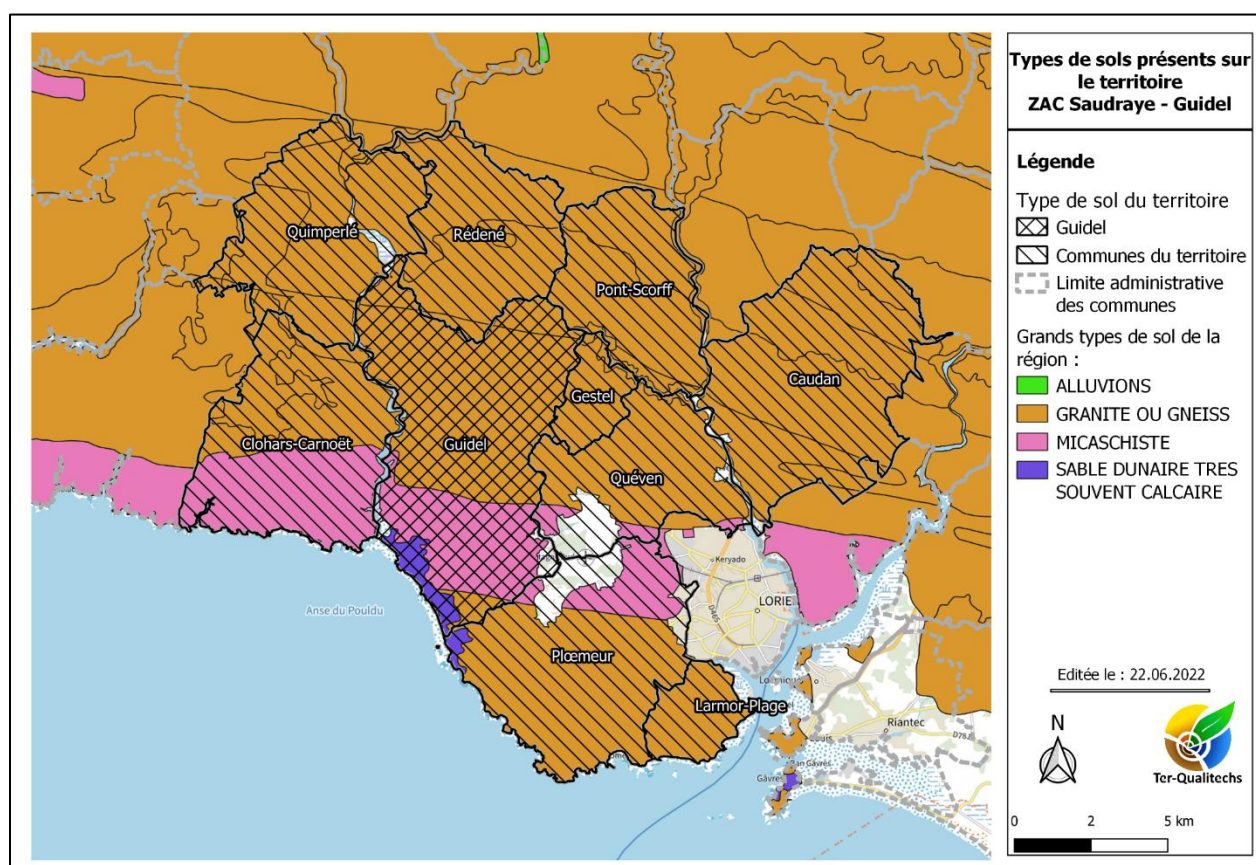 Types de sols présents sur
le territoire
ZAC Saudraye - Guidel
Légende
Type de sol du territoire
Guidel
Communes du territoire
Limite administrative
des communes
Grands types de sol de la
région :
ALLUVIONS
GRANITE OU GNEISS
MICASCHISTE
SABLE DUNAIRE TRES
SOUVENT CALCAIRE
Editée le : 22.06.2022
N
Ter-Qualitechs
0 2 5 km
Quimperlé
Rédené
Pont-Scorff
Caudan
Gestel
Clohars-Carnoët
Guidel
Quéven
Keryado
LORIE
D465
Anse du Pouldu
Plœmeur
Larmor-Plage
Riantec
Gâvres